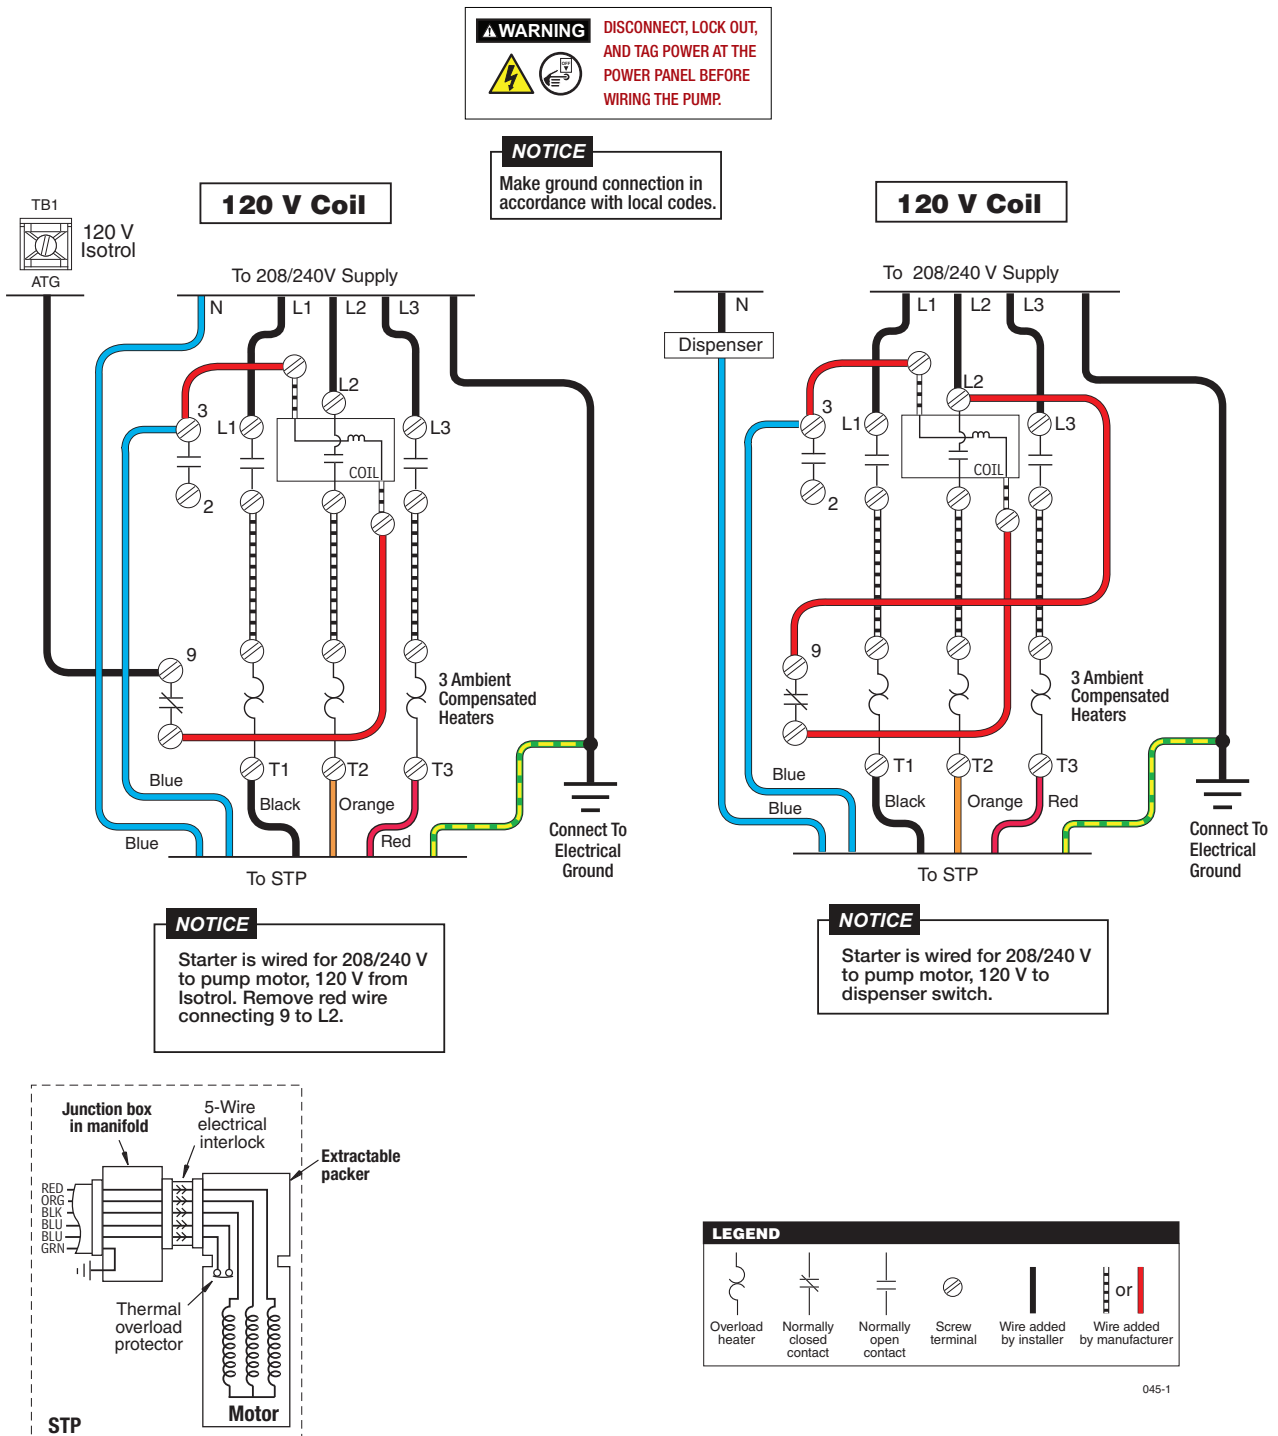 WARNING
DISCONNECT, LOCK OUT,
AND TAG POWER AT THE
POWER PANEL BEFORE
WIRING THE PUMP.
OFF
NOTICE
Make ground connection in
accordance with local codes.
120 V Coil
TB1
120 V
Isotrol
ATG
To 208/240V Supply
N
L1
L2
L3
L2
3
L1
L3
COIL
2
9
3 Ambient
Compensated
Heaters
T1
T2
T3
Blue
Black
Orange
Blue
Red
Connect To
Electrical
Ground
To STP
NOTICE
Starter is wired for 208/240 V
to pump motor, 120 V from
Isotrol. Remove red wire
connecting 9 to L2.
120 V Coil
To 208/240 V Supply
N
L1
L2
L3
Dispenser
L2
3
L1
L3
COIL
2
9
3 Ambient
Compensated
Heaters
T1
T2
T3
Blue
Black
Orange
Red
Blue
Connect To
Electrical
Ground
To STP
NOTICE
Starter is wired for 208/240 V
to pump motor, 120 V to
dispenser switch.
Junction box
in manifold
5-Wire
electrical
interlock
Extractable
packer
RED
ORG
BLK
BLU
BLU
GRN
Thermal
overload
protector
Motor
STP
LEGEND
or
Overload
heater
Normally
closed
contact
Normally
open
contact
Screw
terminal
Wire added
by installer
Wire added
by manufacturer
045-1